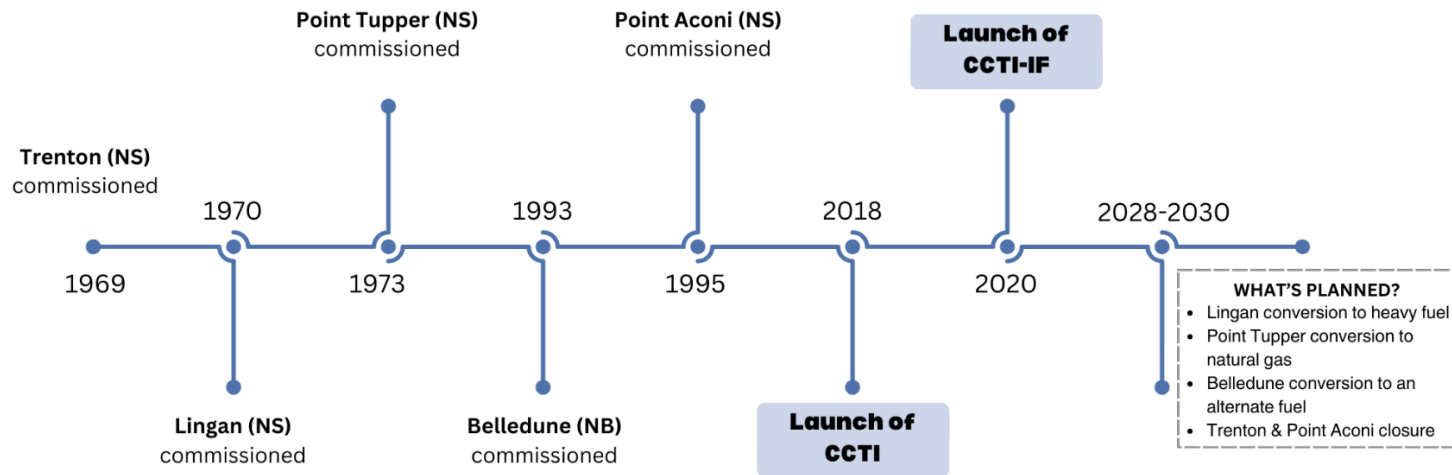 Point Tupper (NS)
commissioned
Point Aconi (NS)
commissioned
Launch of
CCTI-IF
Trenton (NS)
commissioned
1970
1993
2018
2028-2030
1969
1973
1995
2020
WHAT'S PLANNED?
• Lingan conversion to heavy fuel
• Point Tupper conversion to
natural gas
• Belledune conversion to an
alternate fuel
• Trenton & Point Aconi closure
Lingan (NS)
commissioned
Belledune (NB)
commissioned
Launch of
CCTI